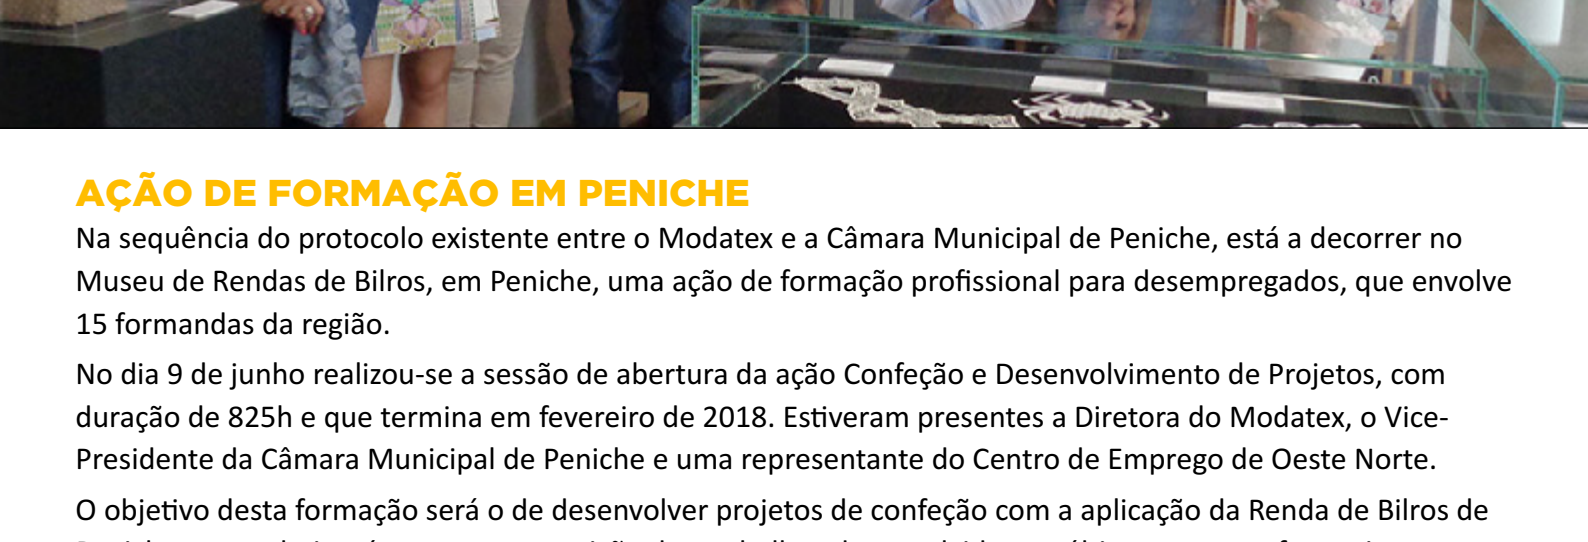 AÇÃO DE FORMAÇÃO EM PENICHE
Na sequência do protocolo existente entre o Modatex e a Câmara Municipal de Peniche, está a decorrer no
Museu de Rendas de Bilros, em Peniche, uma ação de formação profissional para desempregados, que envolve
15 formandas da região.
No dia 9 de junho realizou-se a sessão de abertura da ação Confeção e Desenvolvimento de Projetos, com
duração de 825h e que termina em fevereiro de 2018. Estiveram presentes a Diretora do Modatex, o Vice-
Presidente da Câmara Municipal de Peniche e uma representante do Centro de Emprego de Oeste Norte.
O objetivo desta formação será o de desenvolver projetos de confeção com a aplicação da Renda de Bilros de